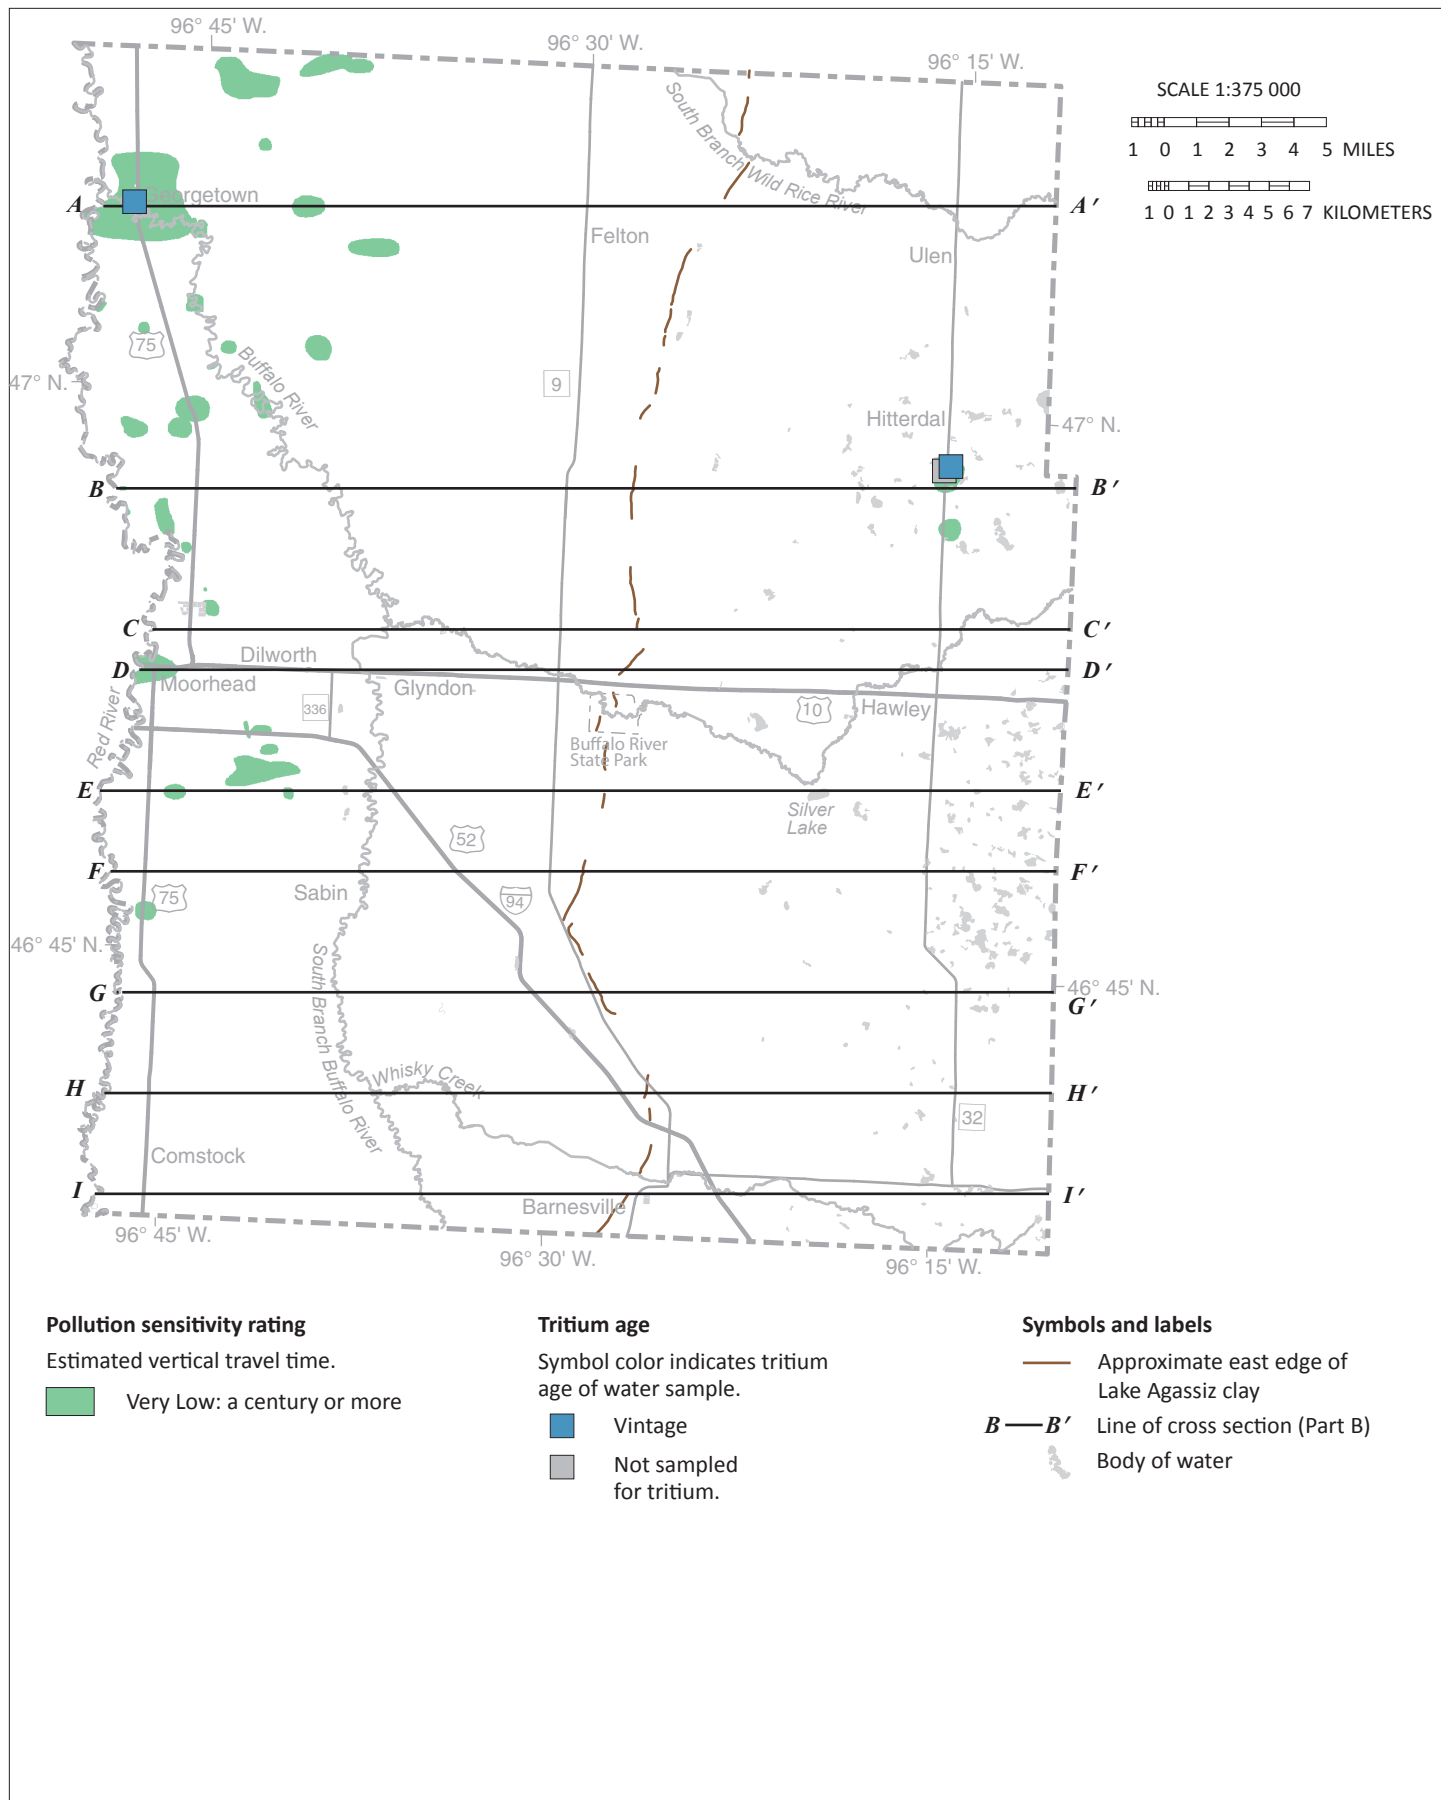 96° 45' W.
96° 30' W.
96° 15' W.
SCALE 1:375 000
1 0 1 2 3 4 5 MILES
1 0 1 2 3 4 5 6 7 KILOMETERS
South Branch Wild Rice River
Georgetown
A
A′
Felton
Ulen
75
Buffalo River
47° N.
9
Hitterdal
47° N.
B
B′
C
C′
Dilworth
D
D′
Moorhead
Glyndon
Hawley
336
10
Red River
Buffalo River
State Park
E
E′
Silver
Lake
52
F
F′
75
Sabin
94
46° 45' N.
South Branch Buffalo River
G
46° 45' N.
G′
Whisky Creek
H
H′
32
Comstock
I
I′
Barnesville
96° 45' W.
96° 30' W.
96° 15' W.
Pollution sensitivity rating
Estimated vertical travel time.
Very Low: a century or more
Tritium age
Symbol color indicates tritium
age of water sample.
Vintage
Not sampled
for tritium.
Symbols and labels
Approximate east edge of
Lake Agassiz clay
B B′ Line of cross section (Part B)
Body of water